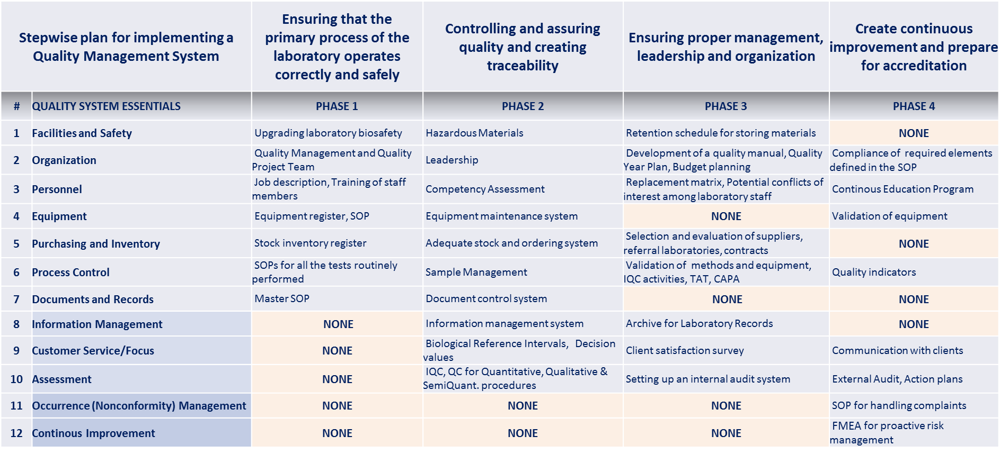 Stepwise plan for implementing a
Quality Management System
Ensuring that the
primary process of the
laboratory operates
correctly and safely
Controlling and assuring
quality and creating
traceability
Ensuring proper management,
leadership and organization
Create continuous
improvement and prepare
for accreditation
# QUALITY SYSTEM ESSENTIALS PHASE 1 PHASE 2 PHASE 3 PHASE 4
1 Facilities and Safety
Upgrading laboratory biosafety
Hazardous Materials
Retention schedule for storing materials
NONE
2 Organization
Quality Management and Quality
Project Team
Leadership
Development of a quality manual, Quality
Year Plan, Budget planning
Compliance of required elements
defined in the SOP
3 Personnel
Job description, Training of staff
members
Competency Assessment
Replacement matrix, Potential conflicts of
interest among laboratory staff
Continous Education Program
4 Equipment
Equipment register, SOP
Equipment maintenance system
NONE
Validation of equipment
5 Purchasing and Inventory
Stock inventory register
Adequate stock and ordering system
Selection and evaluation of suppliers,
referral laboratories, contracts
NONE
6 Process Control
SOPs for all the tests routinely
performed
Sample Management
Validation of methods and equipment,
IQC activities, TAT, CAPA
Quality indicators
7 Documents and Records
Master SOP
Document control system
NONE
NONE
8 Information Management
NONE
Information management system
Archive for Laboratory Records
NONE
9 Customer Service/Focus
NONE
Biological Reference Intervals, Decision
values
Client satisfaction survey
Communication with clients
10 Assessment
NONE
IQC, QC for Quantitative, Qualitative &
SemiQuant. procedures
Setting up an internal audit system
External Audit, Action plans
11 Occurrence (Nonconformity) Management
NONE
NONE
NONE
SOP for handling complaints
12 Continous Improvement
NONE
NONE
NONE
FMEA for proactive risk
management